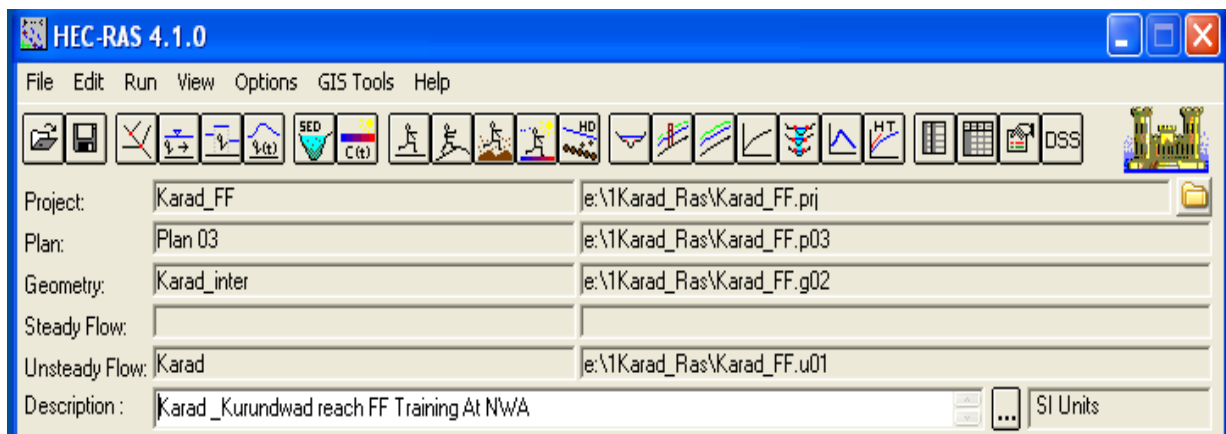 HEC-RAS 4.1.0
File Edit Run View Options GIS Tools Help
SED C(t) HD HT DSS
Project: Karad_FF e:\1Karad_Ras\Karad_FF.prj
Plan: Plan 03 e:\1Karad_Ras\Karad_FF.p03
Geometry: Karad_inter e:\1Karad_Ras\Karad_FF.g02
Steady Flow:
Unsteady Flow: Karad e:\1Karad_Ras\Karad_FF.u01
Description : Karad _Kurundwad reach FF Training At NWA ... SI Units